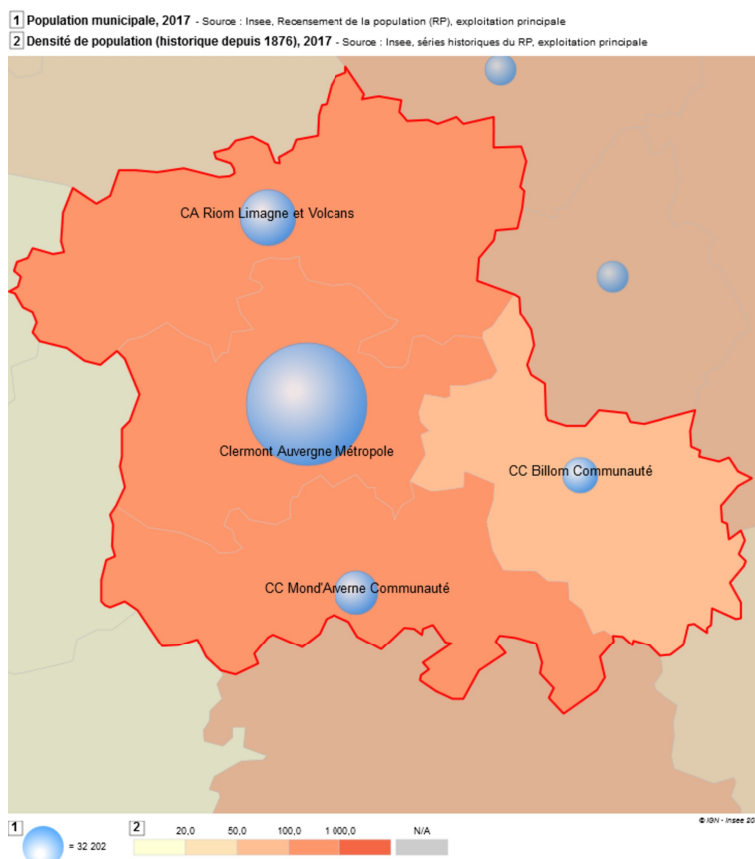 1 Population municipale, 2017 - Source : Insee, Recensement de la population (RP), exploitation principale
2 Densité de population (historique depuis 1876), 2017 - Source : Insee, séries historiques du RP, exploitation principale
CA Riom Limagne et Volcans
Clermont Auvergne Métropole
CC Billom Communauté
CC Mond'Arverne Communauté
© IGN - Insee 20
1
= 32 202
2
20,0 50,0 100,0 1 000,0 N/A